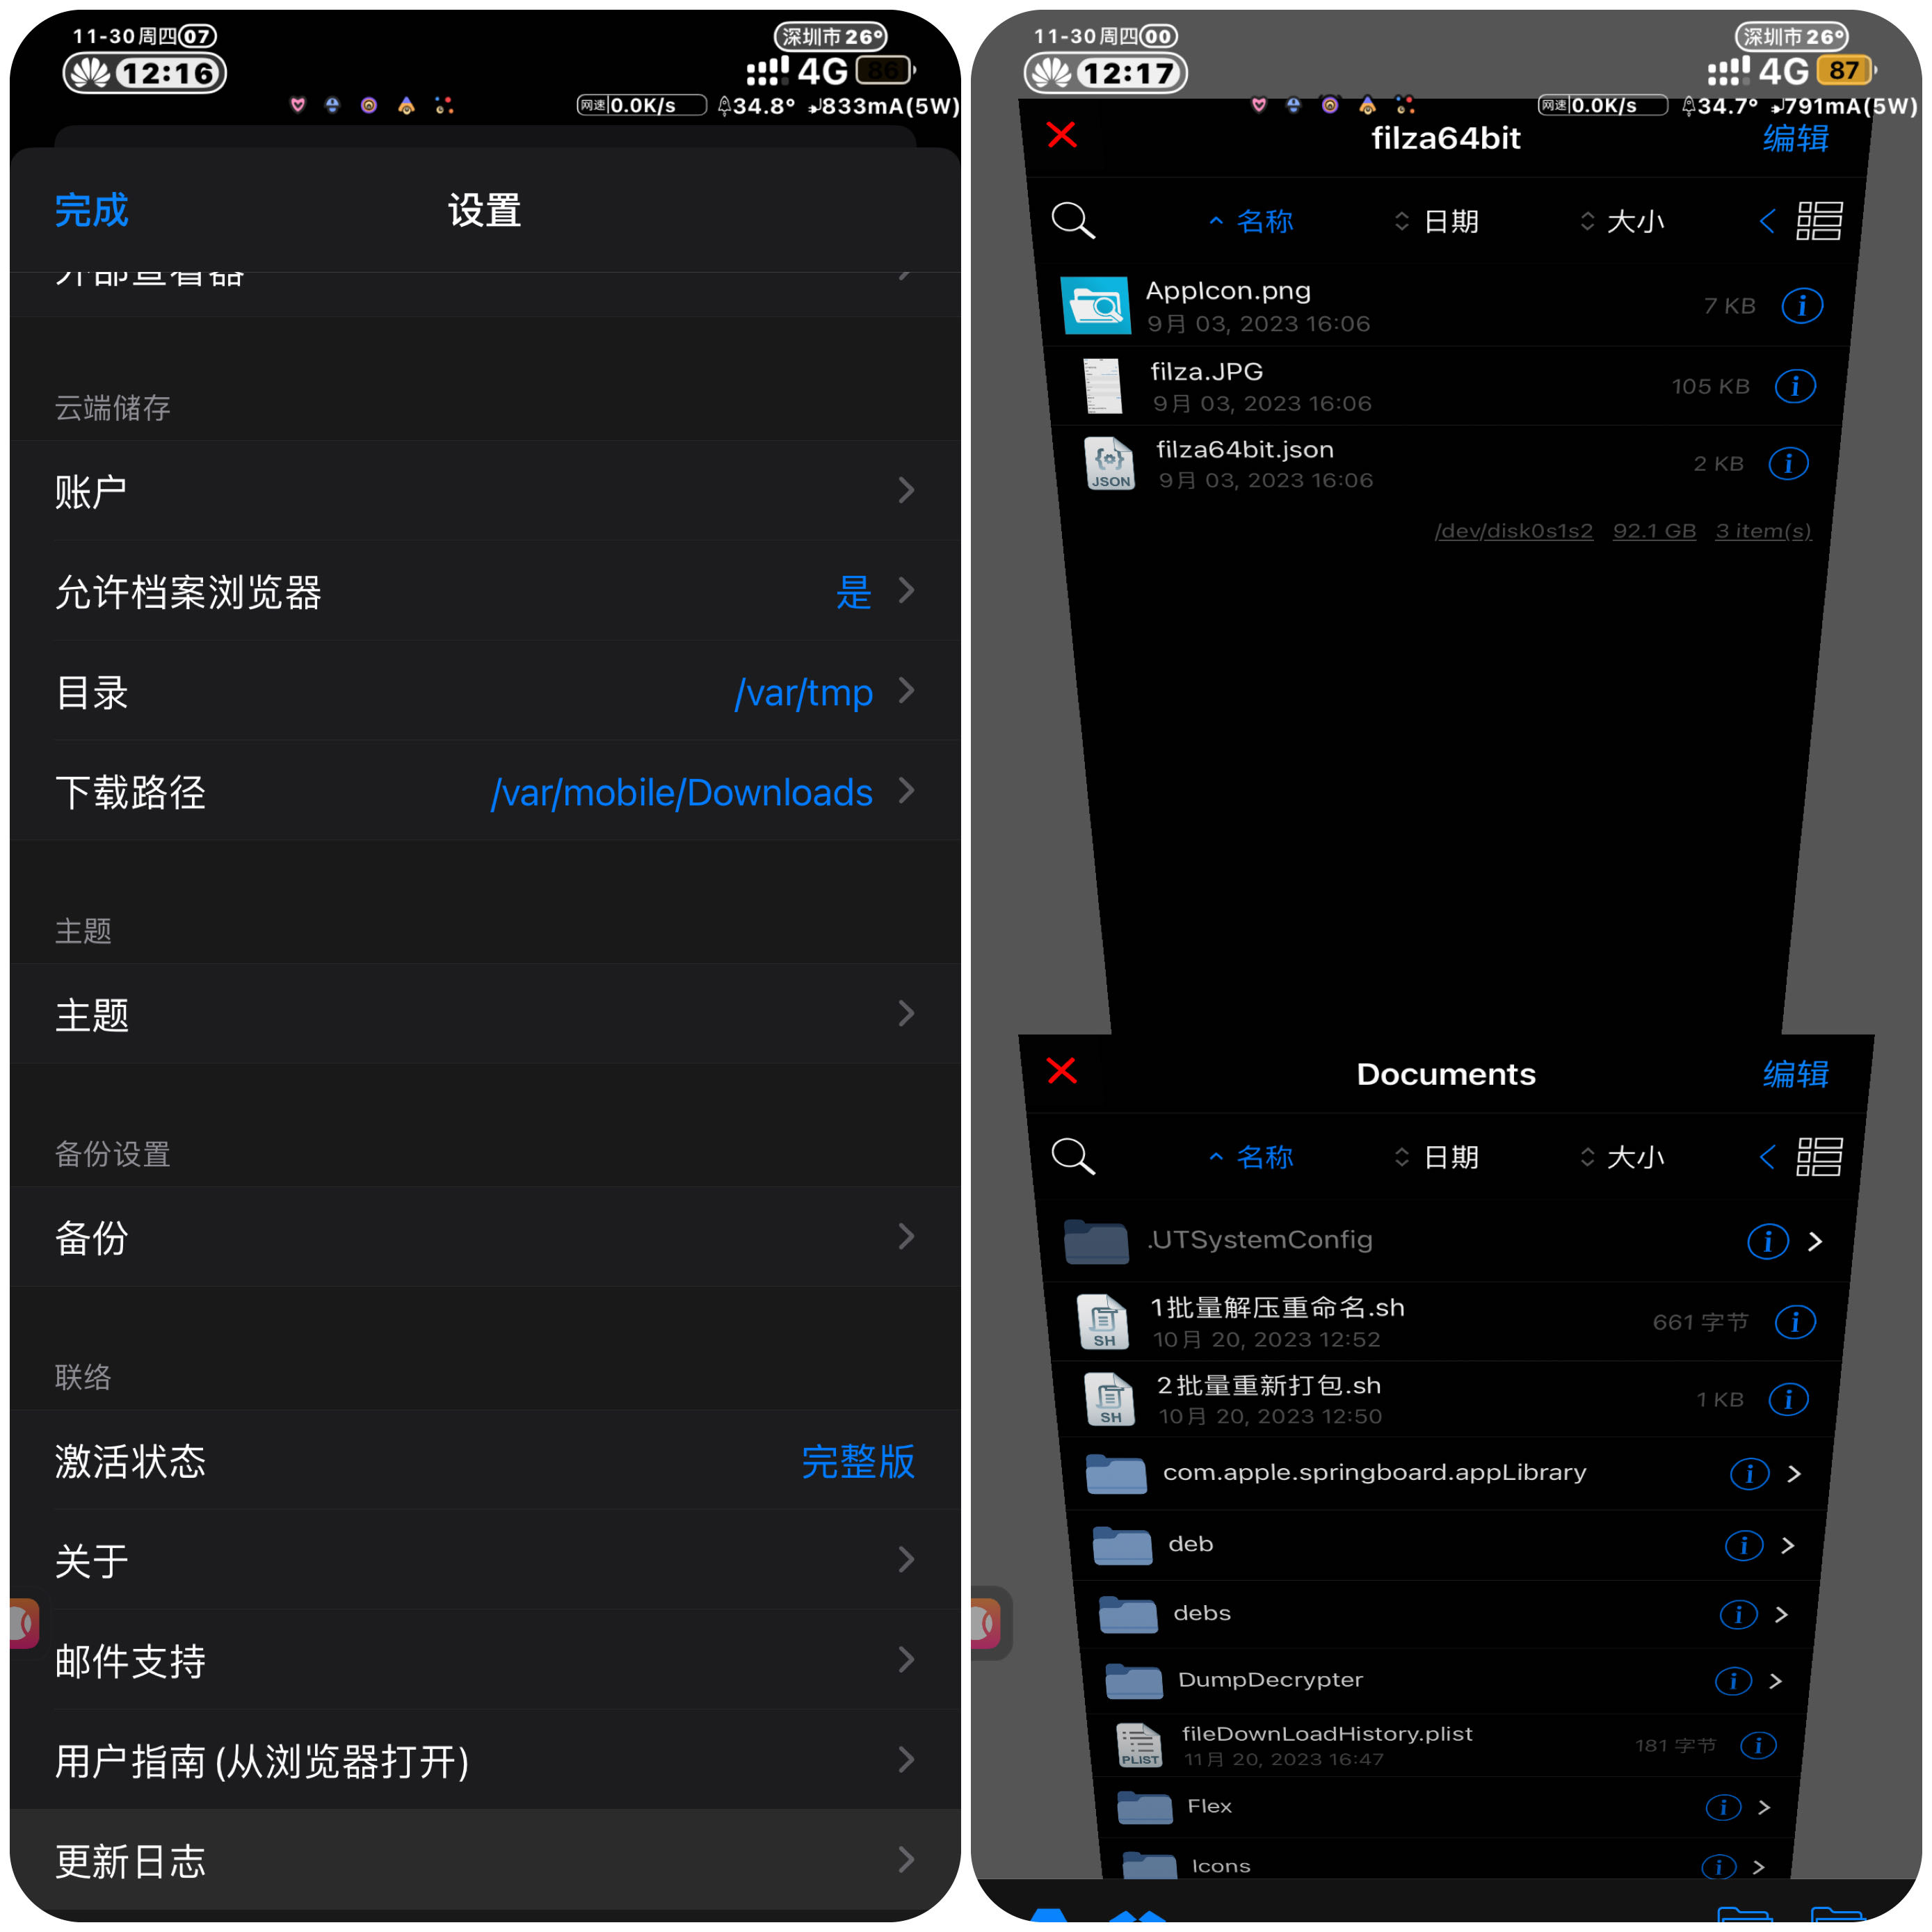 11-30周四07
深圳市26°
12:16
4G 86
网速 0.0K/s 34.8° 833mA(5W)
完成
设置
外部查看器
云端储存
账户
允许档案浏览器 是
目录 /var/tmp
下载路径 /var/mobile/Downloads
主题
主题
备份设置
备份
联络
激活状态 完整版
关于
邮件支持
用户指南 (从浏览器打开)
更新日志
11-30周四00
深圳市26°
12:17
4G 87
网速 0.0K/s 34.7° 791mA(5W)
filza64bit
编辑
名称 日期 大小
AppIcon.png
9月 03, 2023 16:06
7 KB
filza.JPG
9月 03, 2023 16:06
105 KB
filza64bit.json
9月 03, 2023 16:06
2 KB
JSON
/dev/disk0s1s2 92.1 GB 3 item(s)
Documents
编辑
名称 日期 大小
.UTSystemConfig
1批量解压重命名.sh
10月 20, 2023 12:52
661 字节
SH
2批量重新打包.sh
10月 20, 2023 12:50
1 KB
SH
com.apple.springboard.appLibrary
deb
debs
DumpDecrypter
fileDownLoadHistory.plist
11月 20, 2023 16:47
181 字节
PLIST
Flex
Icons